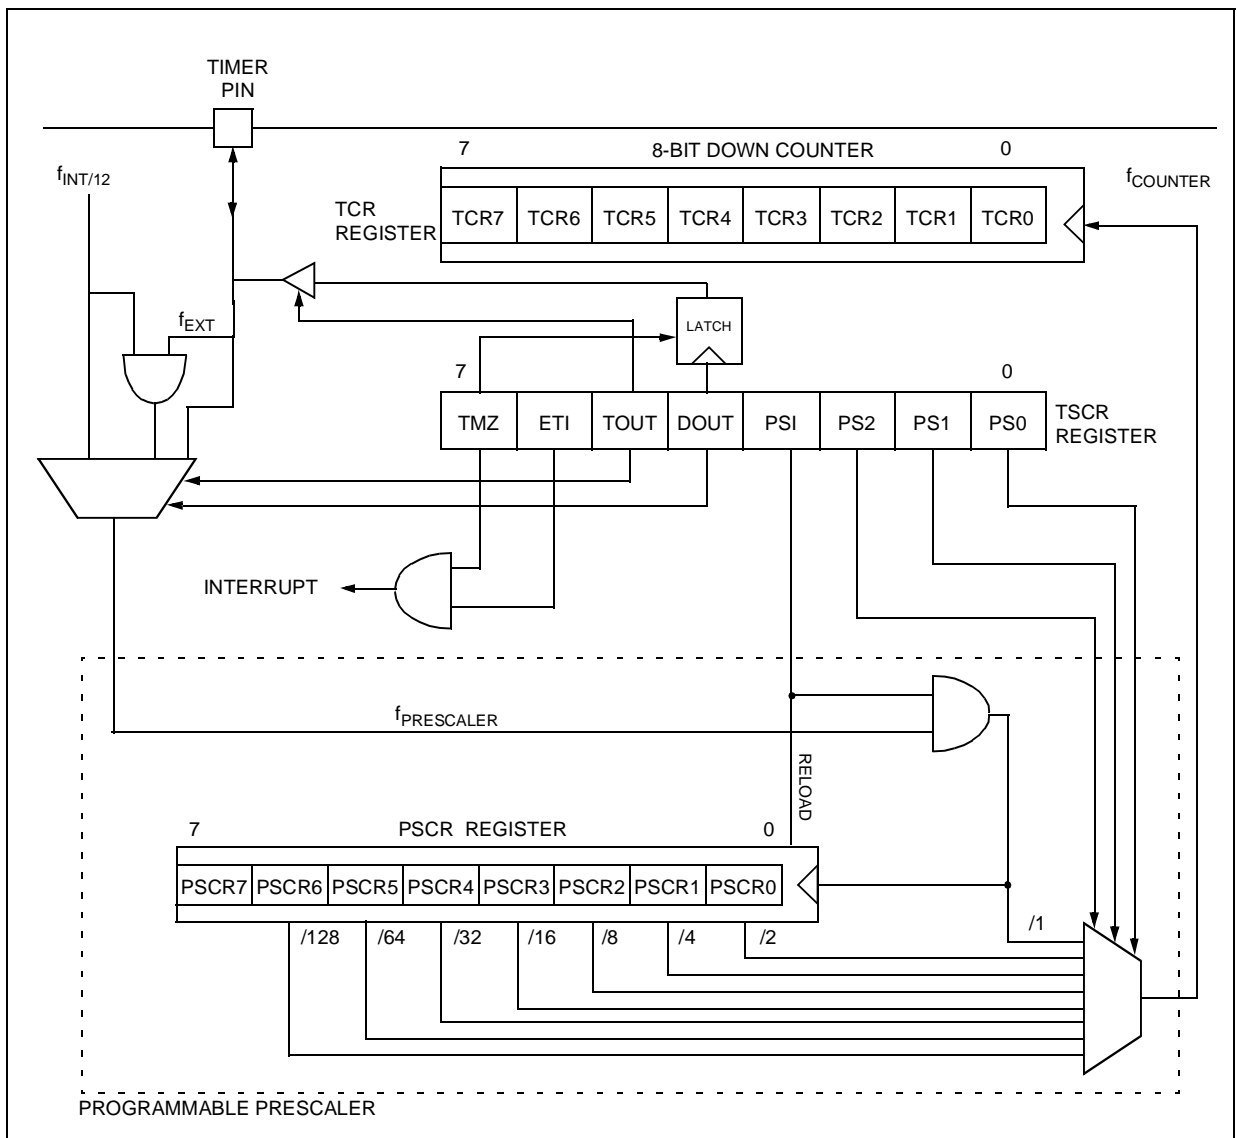 TIMER
PIN
7 8-BIT DOWN COUNTER 0
fINT/12
fCOUNTER
TCR
REGISTER
TCR7 TCR6 TCR5 TCR4 TCR3 TCR2 TCR1 TCR0
fEXT
LATCH
7 0
TMZ ETI TOUT DOUT PSI PS2 PS1 PS0
TSCR
REGISTER
INTERRUPT
fPRESCALER
RELOAD
7 PSCR REGISTER 0
PSCR7 PSCR6 PSCR5 PSCR4 PSCR3 PSCR2 PSCR1 PSCR0
/128 /64 /32 /16 /8 /4 /2
/1
PROGRAMMABLE PRESCALER